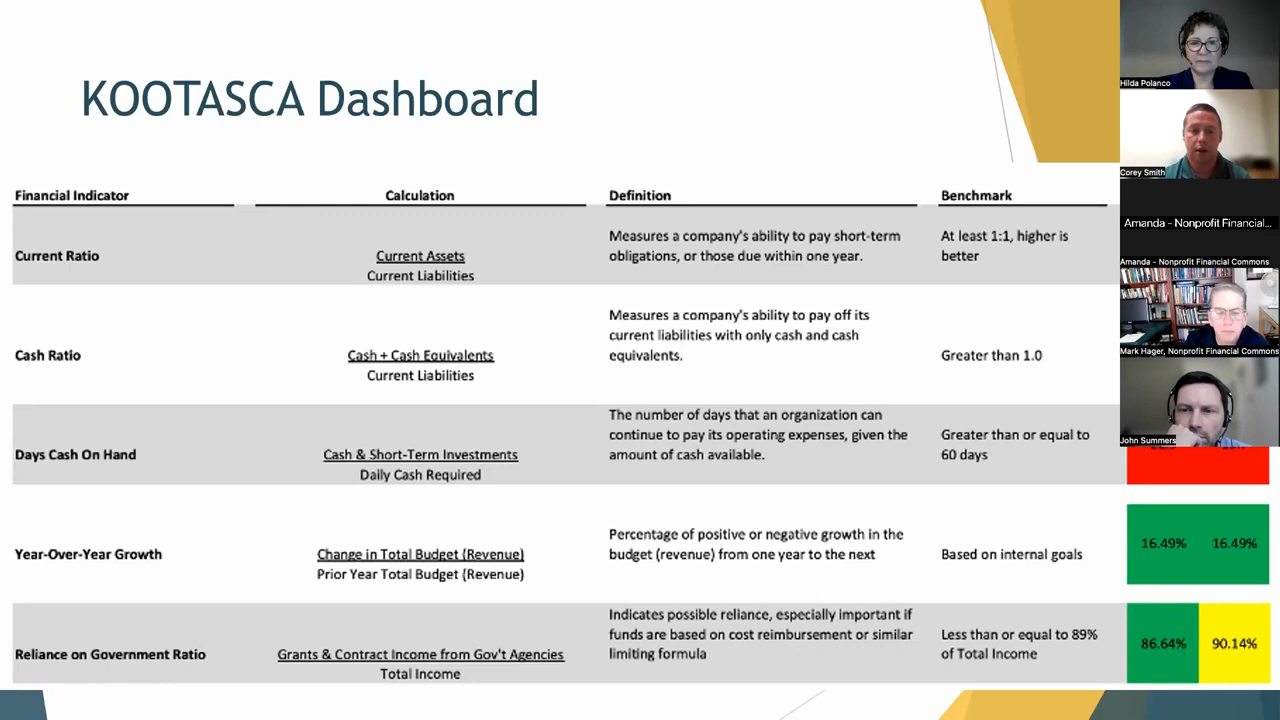 KOOTASCA Dashboard
Financial Indicator
Calculation
Definition
Benchmark
Current Ratio
Current Assets
Current Liabilities
Measures a company's ability to pay short-term
obligations, or those due within one year.
At least 1:1, higher is
better
Cash Ratio
Cash + Cash Equivalents
Current Liabilities
Measures a company's ability to pay off its
current liabilities with only cash and cash
equivalents.
Greater than 1.0
Days Cash On Hand
Cash & Short-Term Investments
Daily Cash Required
The number of days that an organization can
continue to pay its operating expenses, given the
amount of cash available.
Greater than or equal to
60 days
Year-Over-Year Growth
Change in Total Budget (Revenue)
Prior Year Total Budget (Revenue)
Percentage of positive or negative growth in the
budget (revenue) from one year to the next
Based on internal goals
16.49% 16.49%
Reliance on Government Ratio
Grants & Contract Income from Gov't Agencies
Total Income
Indicates possible reliance, especially important if
funds are based on cost reimbursement or similar
limiting formula
Less than or equal to 89%
of Total Income
86.64% 90.14%
Hilda Polanco
Corey Smith
Amanda - Nonprofit Financial...
Amanda - Nonprofit Financial Commons
Mark Hager, Nonprofit Financial Commons
John Summers